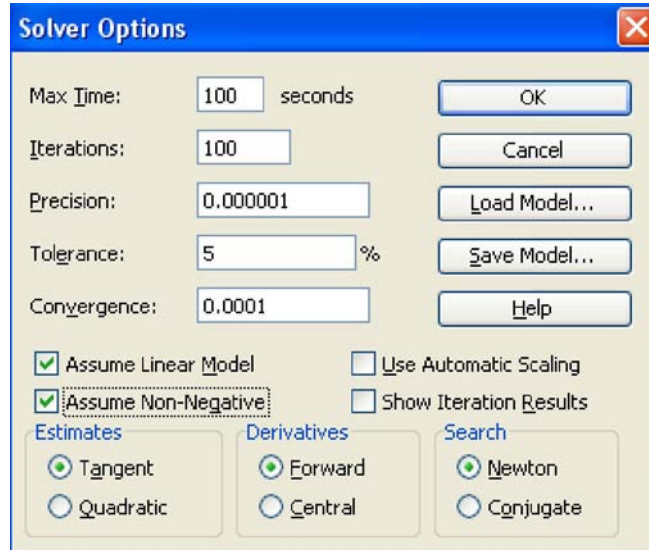 Solver Options
Max Time: 100 seconds OK
Iterations: 100 Cancel
Precision: 0.000001 Load Model...
Tolerance: 5 % Save Model...
Convergence: 0.0001 Help
Assume Linear Model Use Automatic Scaling
Assume Non-Negative Show Iteration Results
Estimates Derivatives Search
Tangent Forward Newton
Quadratic Central Conjugate